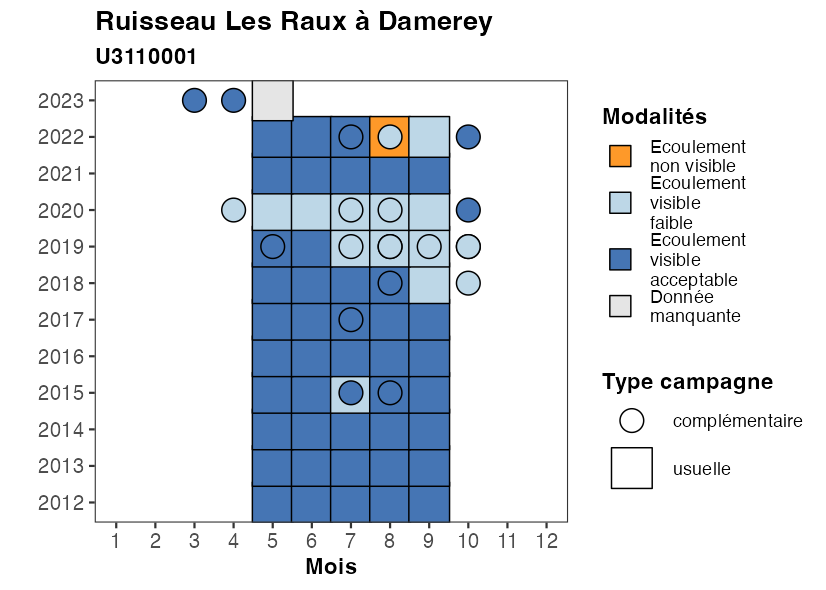 Ruisseau Les Raux à Damerey
U3110001
2023
2022
2021
2020
2019
2018
2017
2016
2015
2014
2013
2012
1 2 3 4 5 6 7 8 9 10 11 12
Mois
Modalités
Ecoulement
non visible
Ecoulement
visible
faible
Ecoulement
visible
acceptable
Donnée
manquante
Type campagne
complémentaire
usuelle